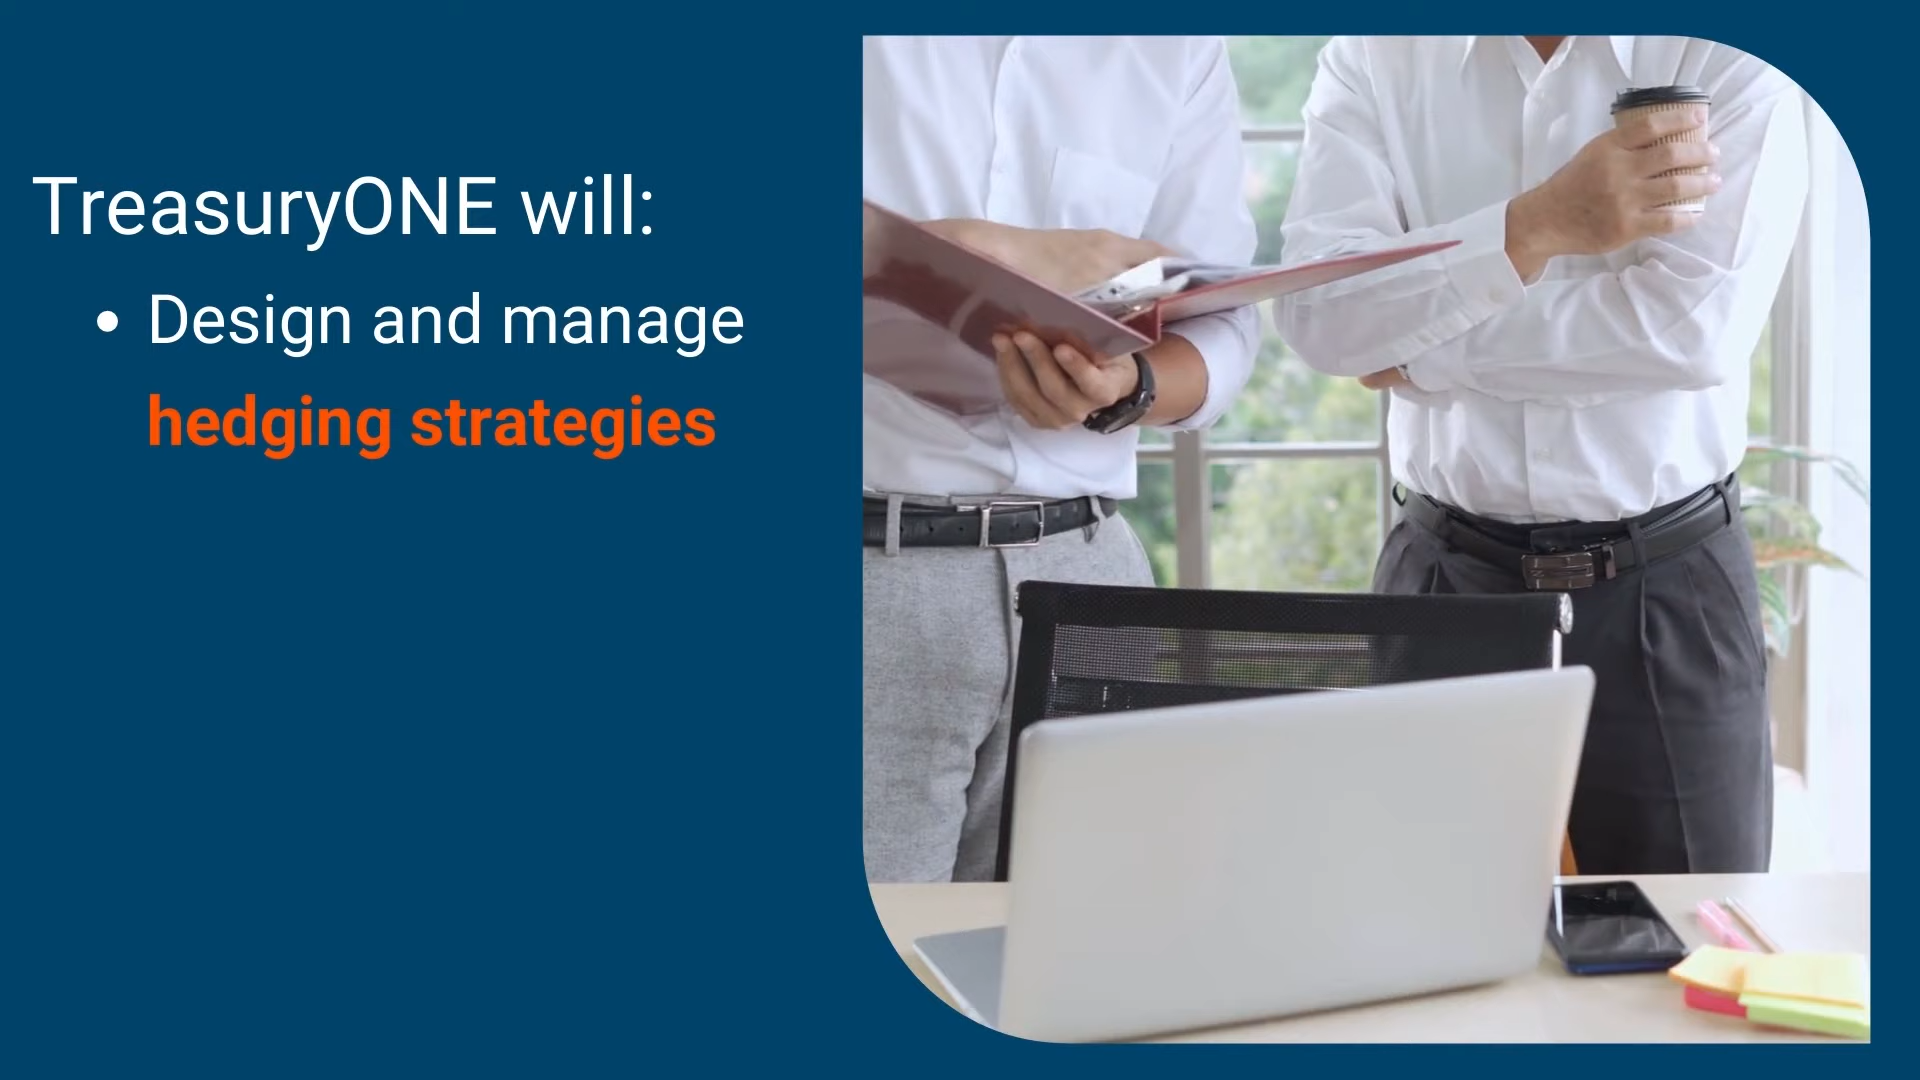 TreasuryONE will:
• Design and manage
hedging strategies